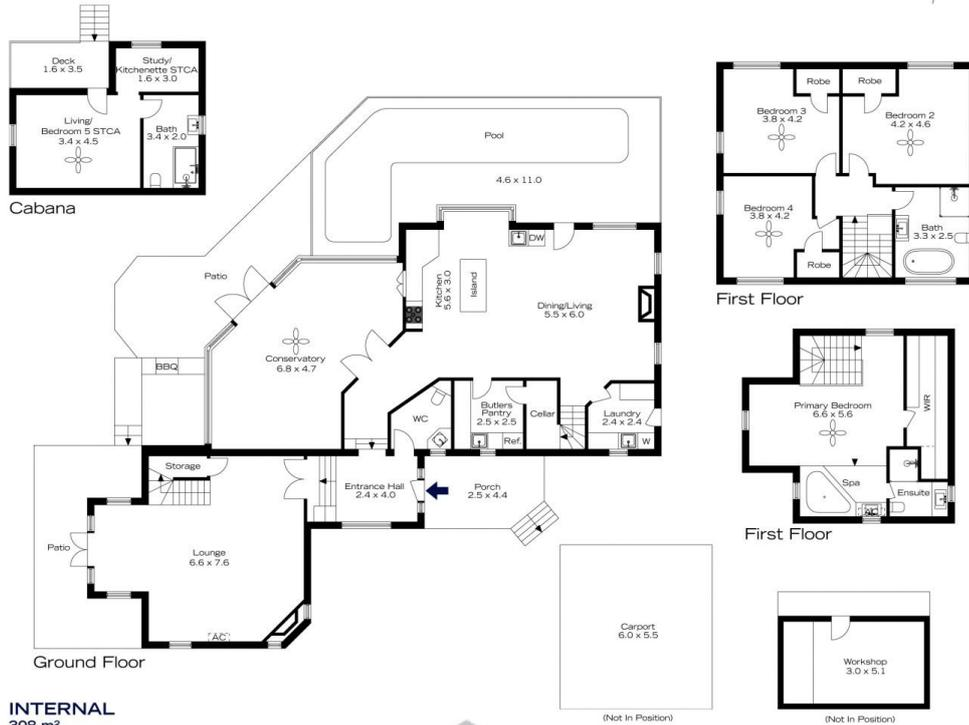 Deck
1.6 x 3.5
Study/
Kitchenette STCA
1.6 x 3.0
Living/
Bedroom 5 STCA
3.4 x 4.5
Bath
3.4 x 2.0
Cabana
Pool
4.6 x 11.0
Patio
BBQ
Conservatory
6.8 x 4.7
Kitchen
5.6 x 3.0
Island
DW
Dining/Living
5.5 x 6.0
WC
Butlers
Pantry
2.5 x 2.5
Ref.
Cellar
Laundry
2.4 x 2.4
W
Storage
Entrance Hall
2.4 x 4.0
Porch
2.5 x 4.4
Patio
Lounge
6.6 x 7.6
AC
Ground Floor
Robe
Robe
Bedroom 3
3.8 x 4.2
Bedroom 2
4.2 x 4.6
Bedroom 4
3.8 x 4.2
Robe
Bath
3.3 x 2.5
First Floor
Primary Bedroom
6.6 x 5.6
WIR
Spa
AC
Ensuite
First Floor
Carport
6.0 x 5.5
(Not In Position)
Workshop
3.0 x 5.1
(Not In Position)
INTERNAL
308 m²